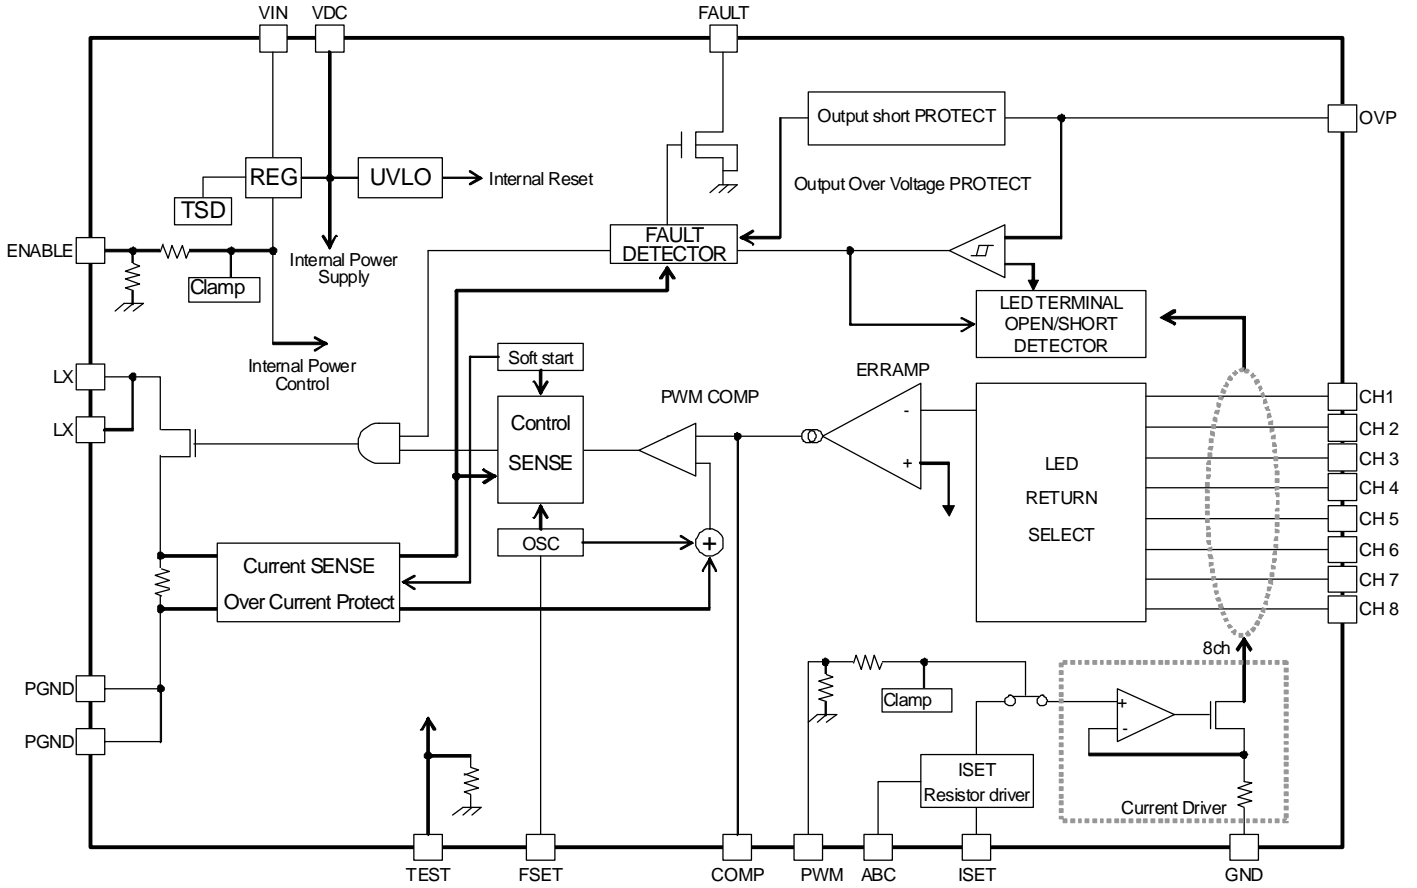 VIN
VDC
FAULT
Output short PROTECT
OVP
REG
UVLO
Internal Reset
Output Over Voltage PROTECT
TSD
FAULT
DETECTOR
ENABLE
Internal Power
Supply
Clamp
LED TERMINAL
OPEN/SHORT
DETECTOR
Internal Power
Control
Soft start
ERRAMP
LX
PWM COMP
CH1
LX
Control
SENSE
-
+
LED
RETURN
SELECT
CH 2
CH 3
CH 4
CH 5
CH 6
CH 7
CH 8
OSC
+
Current SENSE
Over Current Protect
8ch
PGND
PGND
Clamp
+
-
ISET
Resistor driver
Current Driver
TEST
FSET
COMP
PWM
ABC
ISET
GND